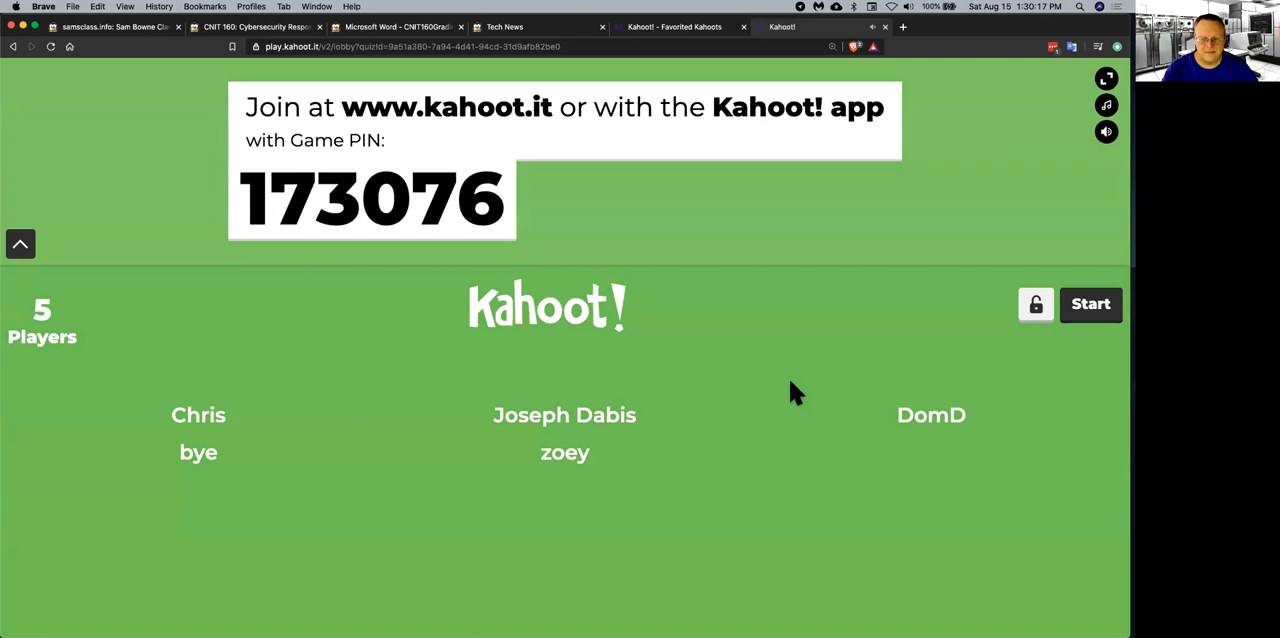 Brave File Edit View History Bookmarks Profiles Tab Window Help 100% Sat Aug 15 1:30:17 PM
samsclass.info: Sam Bowne Cla CNIT 160: Cybersecurity Respon Microsoft Word - CNIT160Gradi Tech News Kahoot! - Favorited Kahoots Kahoot!
play.kahoot.it/v2/lobby?quizId=9a51a380-7a94-4d41-94cd-31d9afb82be0
Join at www.kahoot.it or with the Kahoot! app
with Game PIN:
173076
5
Players
Kahoot!
Start
Chris Joseph Dabis DomD
bye zoey